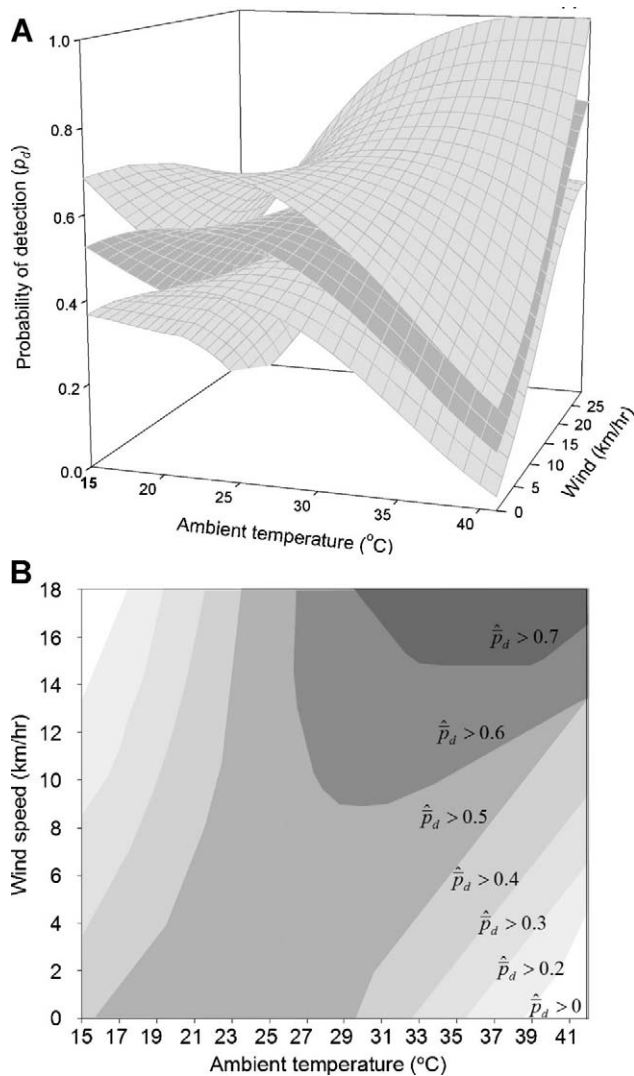 A
1.0
0.8
0.6
0.4
0.2
0.0
Probability of detection (p_d)
15
20
25
30
35
40
Ambient temperature (°C)
0
5
10
15
20
25
Wind (km/hr)
B
18
16
14
12
10
8
6
4
2
0
Wind speed (km/hr)
p̄̂_d > 0.7
p̄̂_d > 0.6
p̄̂_d > 0.5
p̄̂_d > 0.4
p̄̂_d > 0.3
p̄̂_d > 0.2
p̄̂_d > 0
15 17 19 21 23 25 27 29 31 33 35 37 39 41
Ambient temperature (ºC)